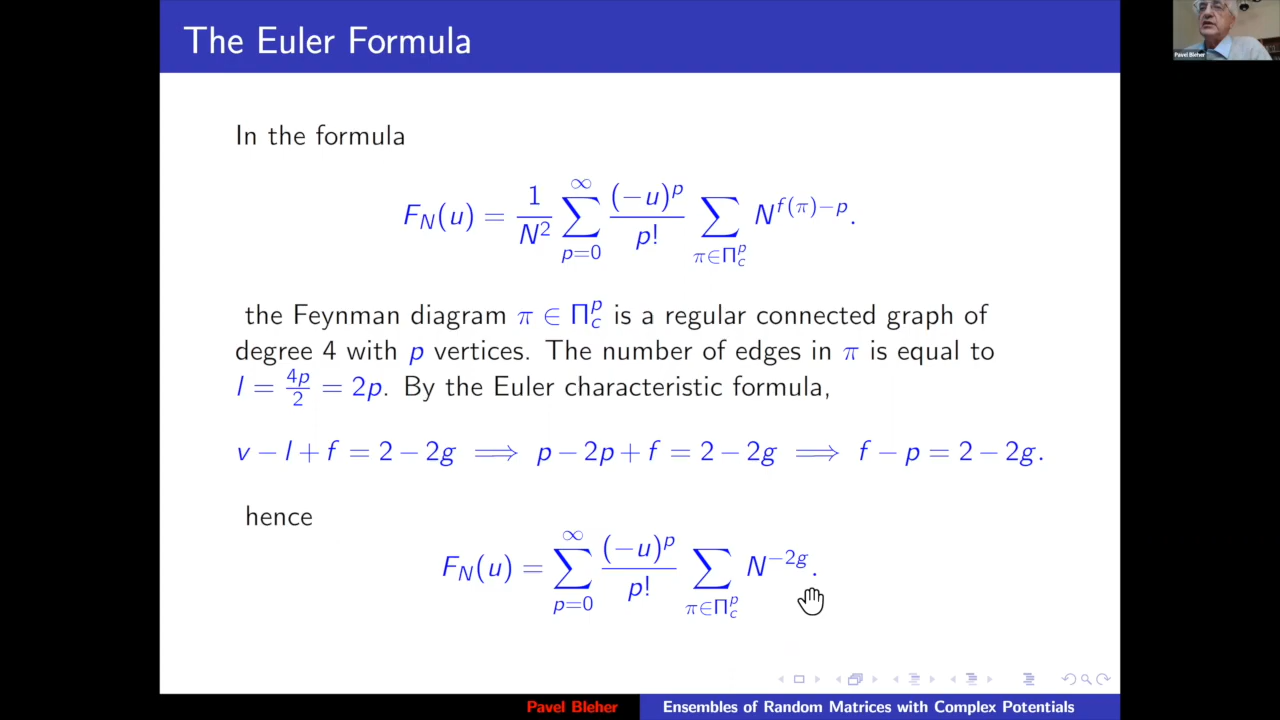 The Euler Formula
Pavel Bleher
In the formula
F_N(u) = \frac{1}{N^2} \sum_{p=0}^{\infty} \frac{(-u)^p}{p!} \sum_{\pi \in \Pi_c^p} N^{f(\pi)-p}.
the Feynman diagram π ∈ Π_c^p is a regular connected graph of
degree 4 with p vertices. The number of edges in π is equal to
l = \frac{4p}{2} = 2p. By the Euler characteristic formula,
v − l + f = 2 − 2g ⟹ p − 2p + f = 2 − 2g ⟹ f − p = 2 − 2g.
hence
F_N(u) = \sum_{p=0}^{\infty} \frac{(-u)^p}{p!} \sum_{\pi \in \Pi_c^p} N^{-2g}.
Pavel Bleher Ensembles of Random Matrices with Complex Potentials